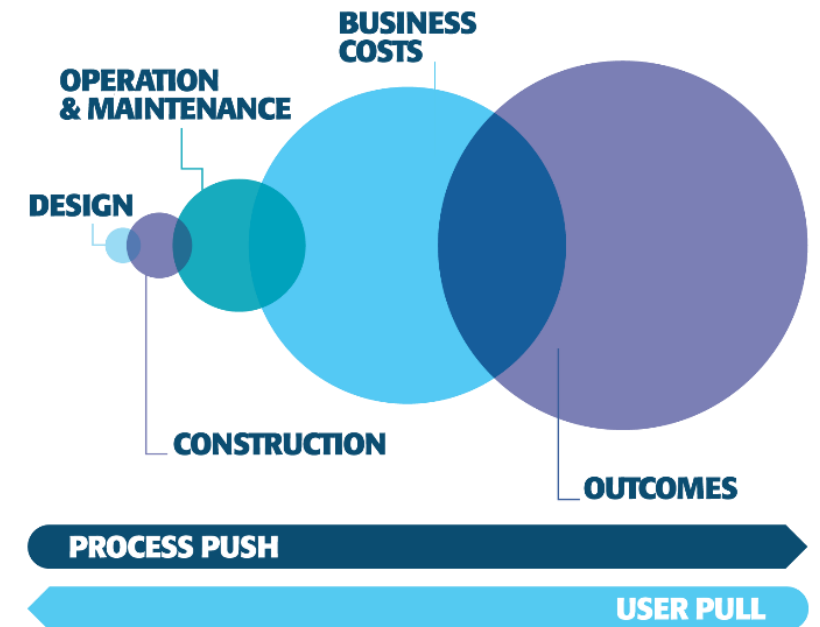 BUSINESS
COSTS
OPERATION
& MAINTENANCE
DESIGN
CONSTRUCTION
OUTCOMES
PROCESS PUSH
USER PULL